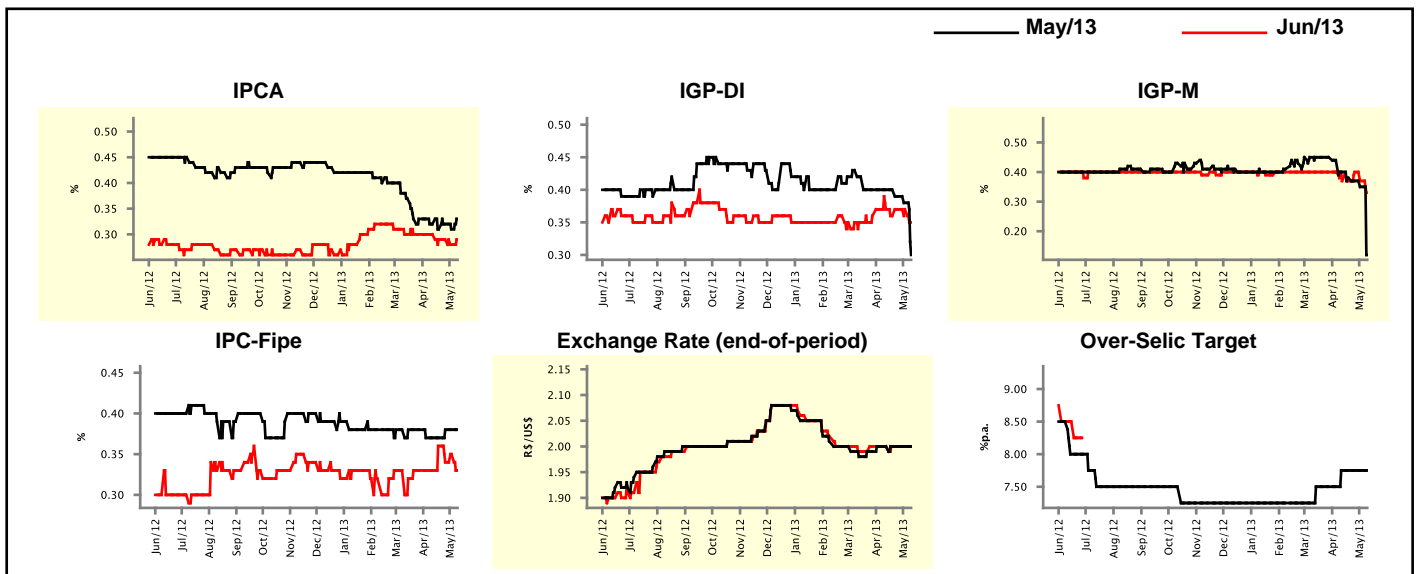 May/13
Jun/13
IPCA
%
0.50
0.45
0.40
0.35
0.30
Jun/12
Jul/12
Aug/12
Sep/12
Oct/12
Nov/12
Dec/12
Jan/13
Feb/13
Mar/13
Apr/13
May/13
IGP-DI
%
0.50
0.45
0.40
0.35
0.30
Jun/12
Jul/12
Aug/12
Sep/12
Oct/12
Nov/12
Dec/12
Jan/13
Feb/13
Mar/13
Apr/13
May/13
IGP-M
%
0.50
0.40
0.30
0.20
Jun/12
Jul/12
Aug/12
Sep/12
Oct/12
Nov/12
Dec/12
Jan/13
Feb/13
Mar/13
Apr/13
May/13
IPC-Fipe
%
0.45
0.40
0.35
0.30
Jun/12
Jul/12
Aug/12
Sep/12
Oct/12
Nov/12
Dec/12
Jan/13
Feb/13
Mar/13
Apr/13
May/13
Exchange Rate (end-of-period)
R$/US$
2.15
2.10
2.05
2.00
1.95
1.90
Jun/12
Jul/12
Aug/12
Sep/12
Oct/12
Nov/12
Dec/12
Jan/13
Feb/13
Mar/13
Apr/13
May/13
Over-Selic Target
%p.a.
9.00
8.50
8.00
7.50
Jun/12
Jul/12
Aug/12
Sep/12
Oct/12
Nov/12
Dec/12
Jan/13
Feb/13
Mar/13
Apr/13
May/13